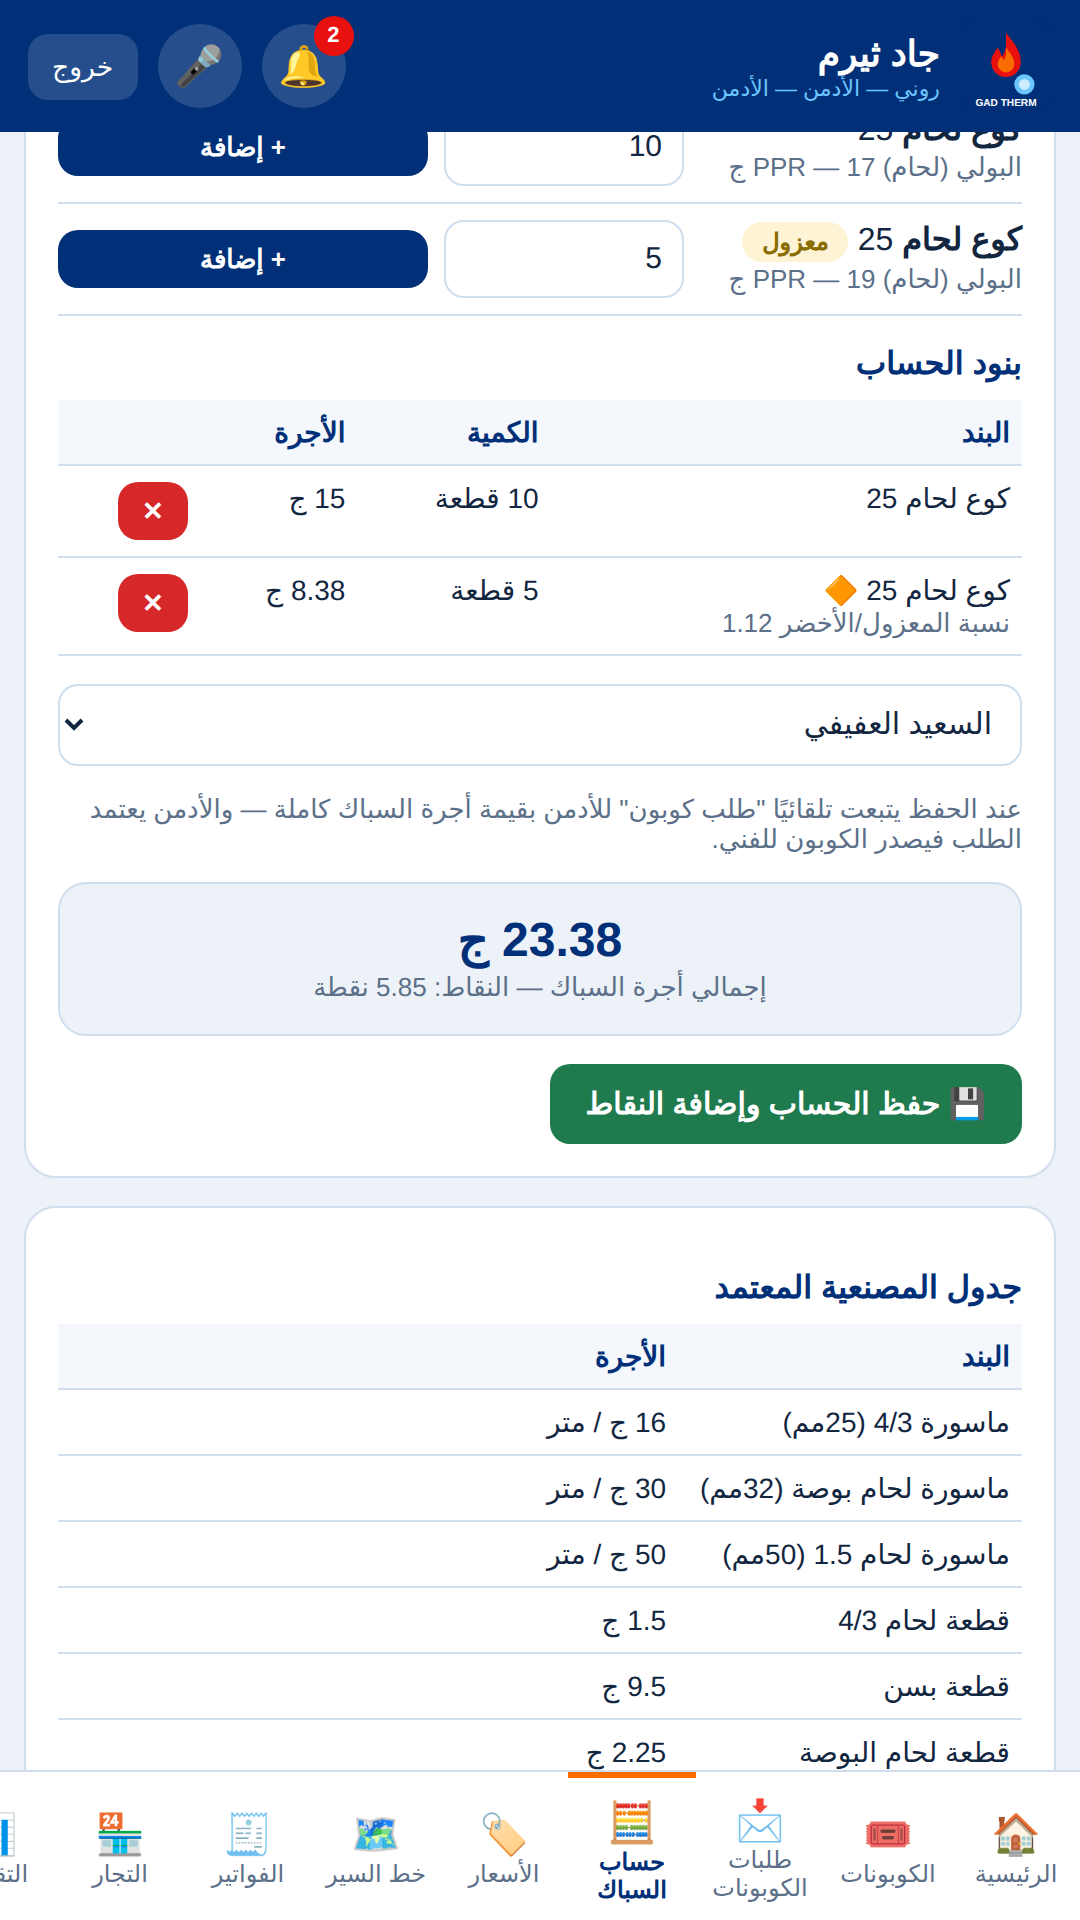 GAD THERM
جاد ثيرم
روني — الأدمن — الأدمن
2
خروج
كوع لحام 25
البولي (لحام) PPR — 17 ج
10
+ إضافة
كوع لحام 25 معزول
البولي (لحام) PPR — 19 ج
5
+ إضافة
بنود الحساب
البند الكمية الأجرة
كوع لحام 25 10 قطعة 15 ج ×
كوع لحام 25 🔶 5 قطعة 8.38 ج ×
نسبة المعزول/الأخضر 1.12
السعيد العفيفي
عند الحفظ يتبعت تلقائيًا "طلب كوبون" للأدمن بقيمة أجرة السباك كاملة — والأدمن يعتمد
الطلب فيصدر الكوبون للفني.
23.38 ج
إجمالي أجرة السباك — النقاط: 5.85 نقطة
💾 حفظ الحساب وإضافة النقاط
جدول المصنعية المعتمد
البند الأجرة
ماسورة 4/3 (25مم) 16 ج / متر
ماسورة لحام بوصة (32مم) 30 ج / متر
ماسورة لحام 1.5 (50مم) 50 ج / متر
قطعة لحام 4/3 1.5 ج
قطعة بسن 9.5 ج
قطعة لحام البوصة 2.25 ج
الرئيسية
الكوبونات
طلبات
الكوبونات
حساب
السباك
الأسعار
خط السير
الفواتير
24
التجار